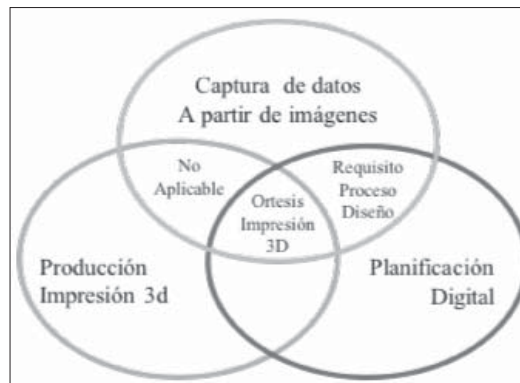 Captura de datos
A partir de imágenes
No
Aplicable
Requisito
Proceso
Diseño
Ortesis
Impresión
3D
Producción
Impresión 3d
Planificación
Digital